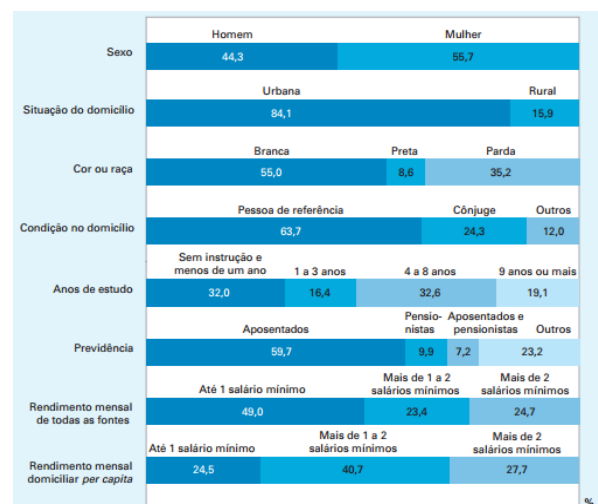 Homem Mulher
Sexo 44,3 55,7
Urbana Rural
Situação do domicílio 84,1 15,9
Branca Preta Parda
Cor ou raça 55,0 8,6 35,2
Pessoa de referência Cônjuge Outros
Condição no domicílio 63,7 24,3 12,0
Sem instrução e
menos de um ano 1 a 3 anos 4 a 8 anos 9 anos ou mais
Anos de estudo 32,0 16,4 32,6 19,1
Pensio- Aposentados e
Aposentados nistas pensionistas Outros
Previdência 59,7 9,9 7,2 23,2
Mais de 1 a 2 Mais de 2
Até 1 salário mínimo salários mínimos salários mínimos
Rendimento mensal
de todas as fontes 49,0 23,4 24,7
Mais de 1 a 2 Mais de 2
Até 1 salário mínimo salários mínimos salários mínimos
Rendimento mensal
domiciliar per capita 24,5 40,7 27,7
%